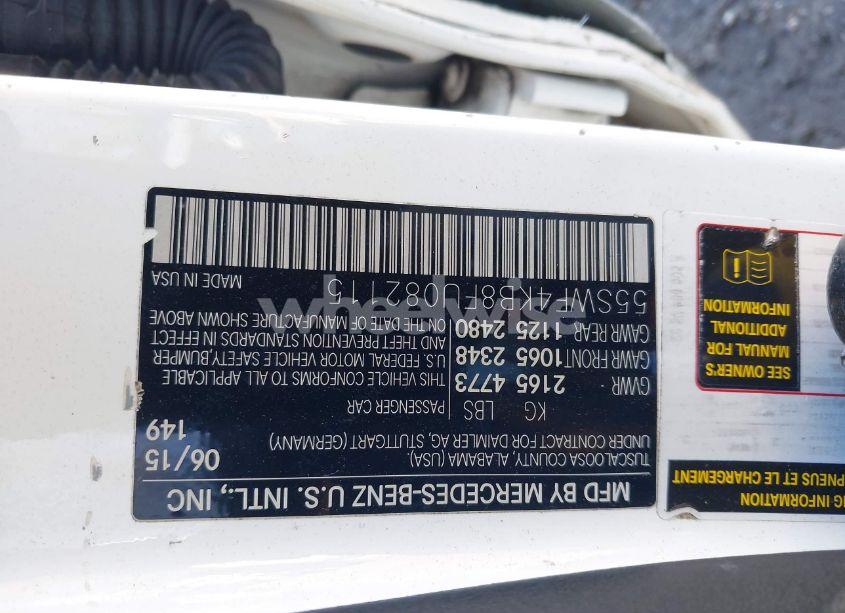 MFD BY MERCEDES-BENZ U.S. INTL., INC
TUSCALOOSA COUNTY, ALABAMA (USA).
UNDER CONTRACT FOR DAIMLER AG, STUTTGART (GERMANY)
06/15
149
KG LBS
GVWR - 2165 4773
GAWR FRONT 1065 2348
GAWR REAR 1125 2480
PASSENGER CAR
THIS VEHICLE CONFORMS TO ALL APPLICABLE
U.S. FEDERAL MOTOR VEHICLE SAFETY,BUMPER
AND THEFT PREVENTION STANDARDS IN EFFECT
ON THE DATE OF MANUFACTURE SHOWN ABOVE
55SWF4KB8FU082115
MADE IN USA
NG INFORMATION
PNEUS ET LE CHARGEMENT
SEE OWNER'S
MANUAL FOR
ADDITIONAL
INFORMATION
wheelwise